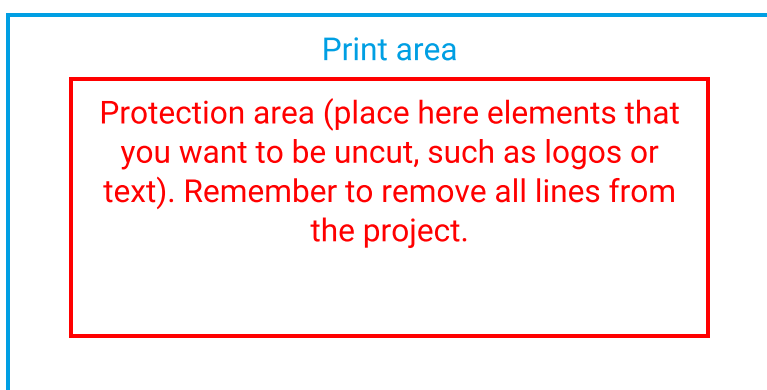 Print area
Protection area (place here elements that
you want to be uncut, such as logos or
text). Remember to remove all lines from
the project.